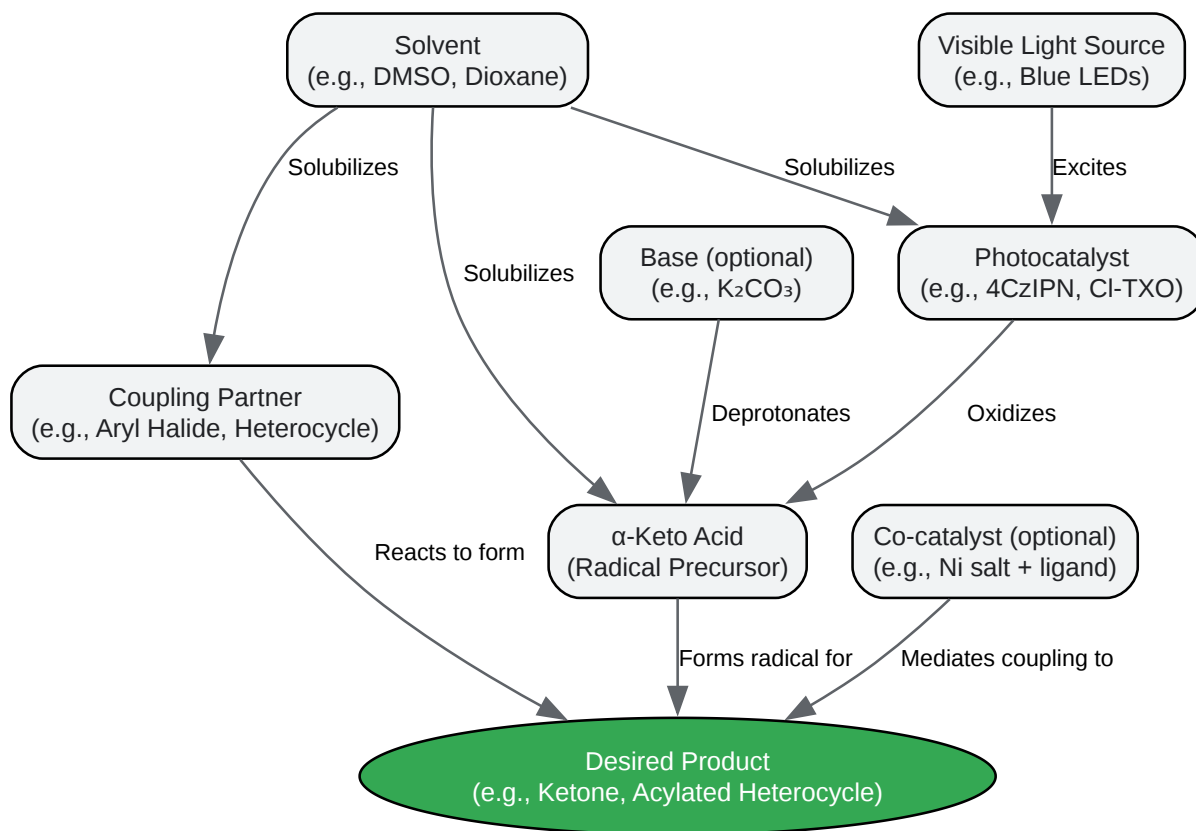 Solvent
(e.g., DMSO, Dioxane)
Visible Light Source
(e.g., Blue LEDs)
Solubilizes
Solubilizes
Excites
Solubilizes
Base (optional)
(e.g., K₂CO₃)
Photocatalyst
(e.g., 4CzIPN, Cl-TXO)
Coupling Partner
(e.g., Aryl Halide, Heterocycle)
Deprotonates
Oxidizes
Reacts to form
α-Keto Acid
(Radical Precursor)
Co-catalyst (optional)
(e.g., Ni salt + ligand)
Forms radical for
Mediates coupling to
Desired Product
(e.g., Ketone, Acylated Heterocycle)